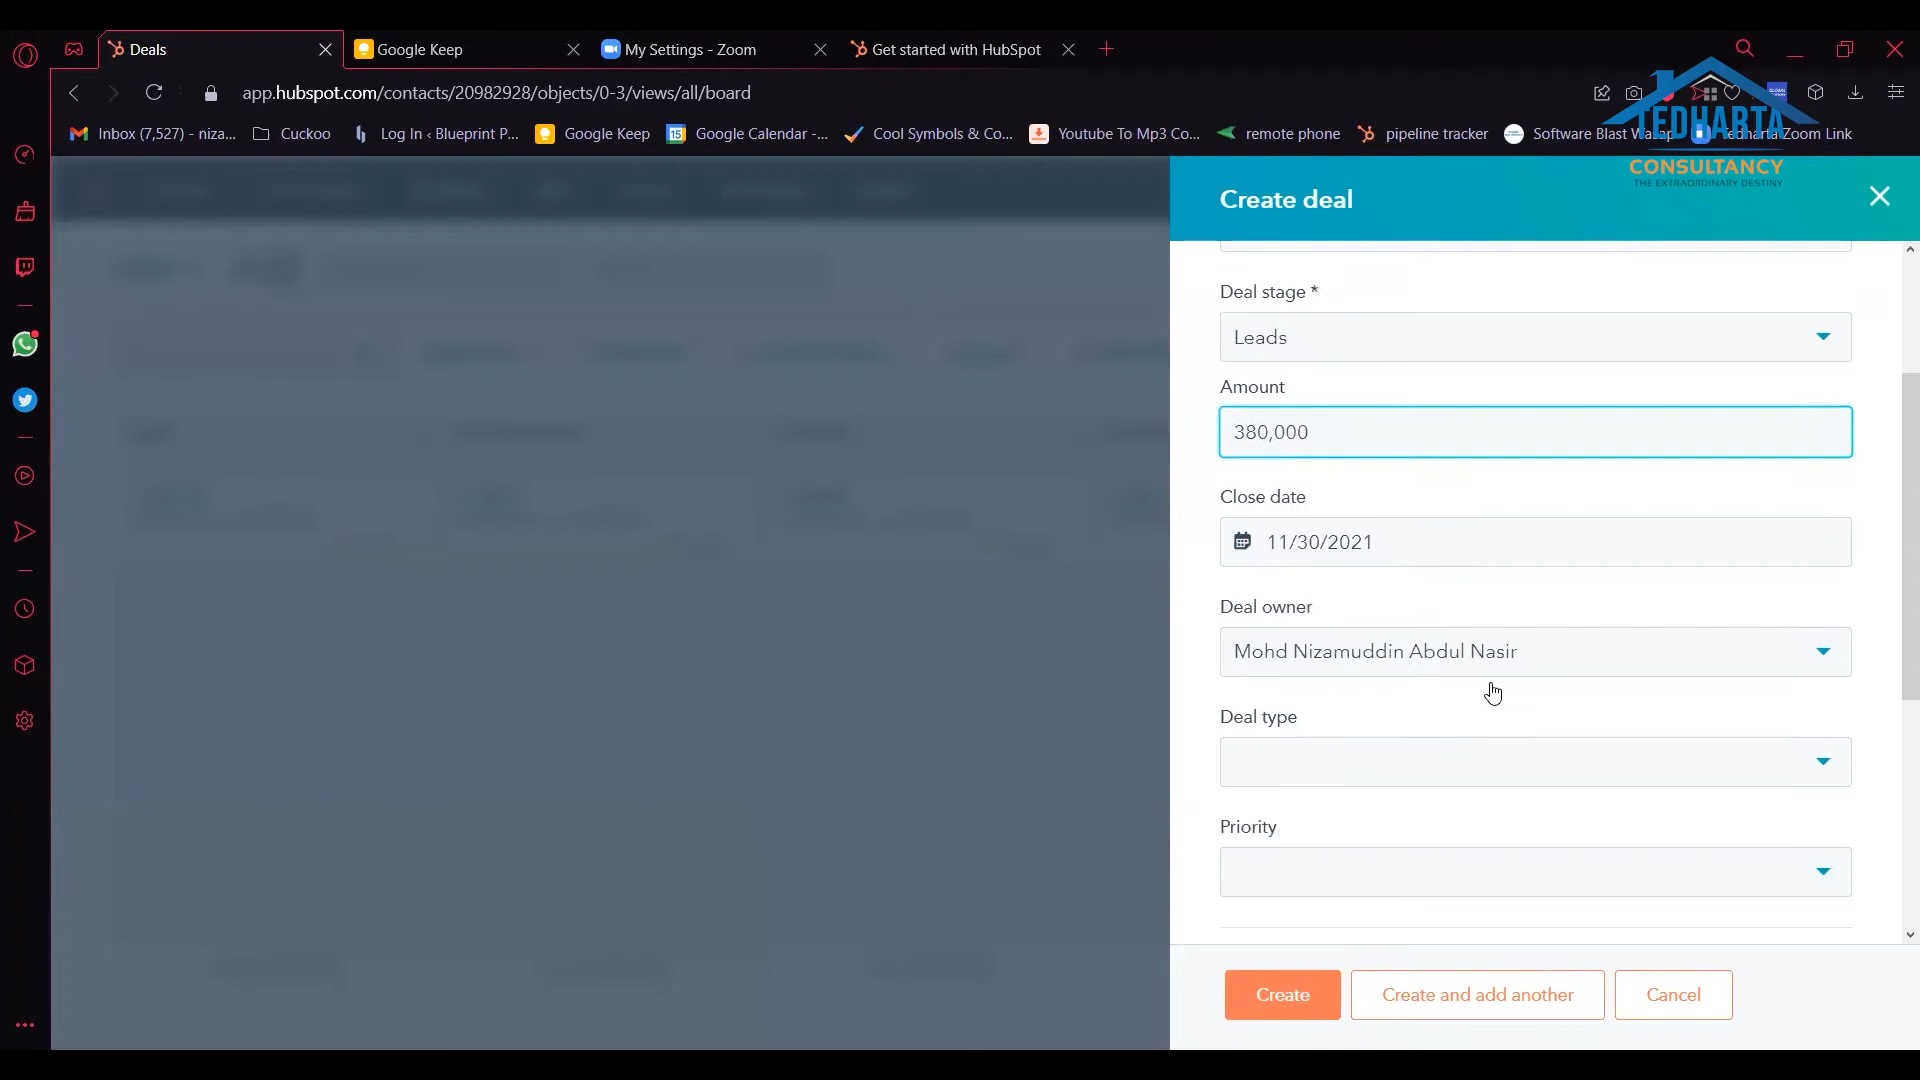 Deals
Google Keep
My Settings - Zoom
Get started with HubSpot
app.hubspot.com/contacts/20982928/objects/0-3/views/all/board
Inbox (7,527) - niza...
Cuckoo
Log In ‹ Blueprint P...
Google Keep
Google Calendar -...
Cool Symbols & Co...
Youtube To Mp3 Co...
remote phone
pipeline tracker
Software Blast Wasap
Tedharta Zoom Link
TEDHARTA
CONSULTANCY
THE EXTRAORDINARY DESTINY
Create deal
Deal stage *
Leads
Amount
380,000
Close date
11/30/2021
Deal owner
Mohd Nizamuddin Abdul Nasir
Deal type
Priority
Create
Create and add another
Cancel